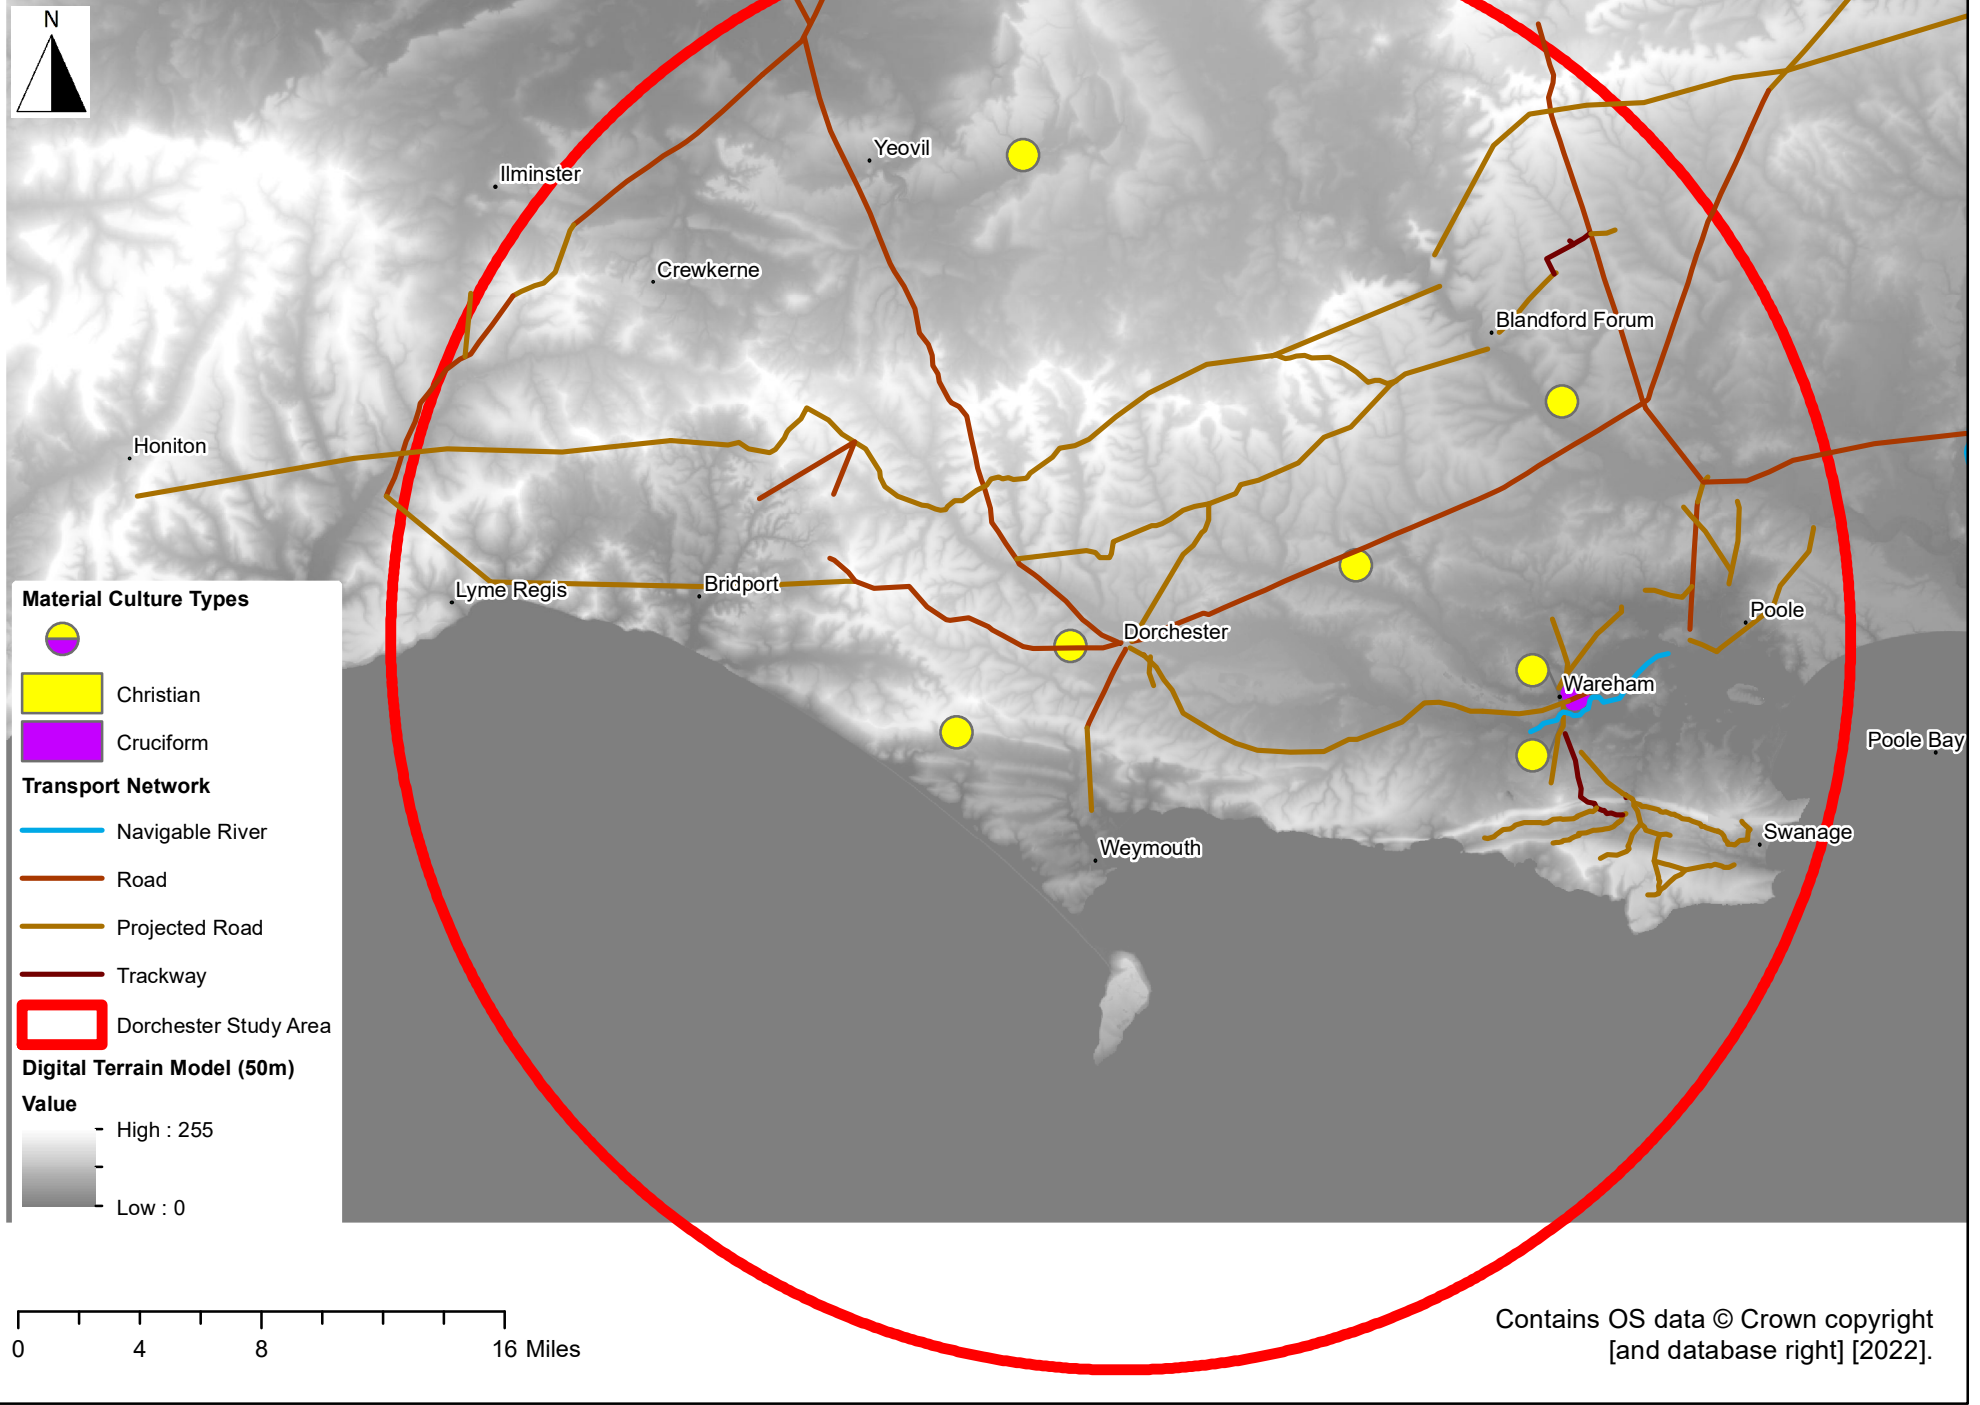 N
Yeovil
Ilminster
Crewkerne
Blandford Forum
Honiton
Lyme Regis
Bridport
Dorchester
Poole
Wareham
Poole Bay
Swanage
Weymouth
Material Culture Types
Christian
Cruciform
Transport Network
Navigable River
Road
Projected Road
Trackway
Dorchester Study Area
Digital Terrain Model (50m)
Value
High : 255
Low : 0
0 4 8 16 Miles
Contains OS data © Crown copyright
[and database right] [2022].